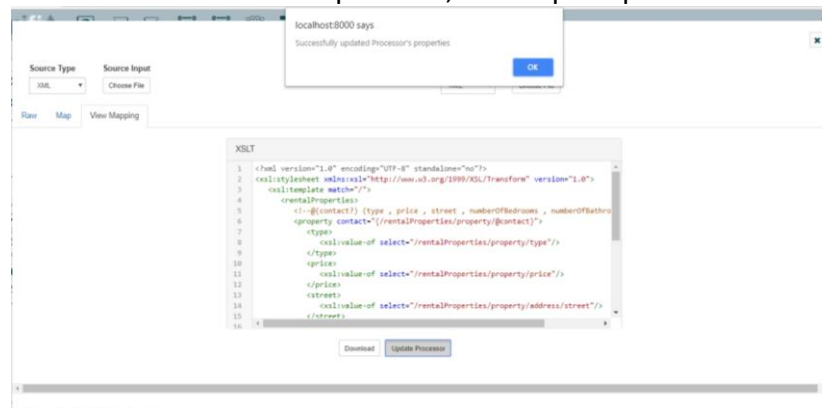 localhost:8000 says
Successfully updated Processor's properties
OK
Source Type
Source Input
XML
Choose File
Raw
Map
View Mapping
XSLT
1 <?xml version="1.0" encoding="UTF-8" standalone="no"?>
2 <xsl:stylesheet xmlns:xsl="http://www.w3.org/1999/XSL/Transform" version="1.0">
3 <xsl:template match="/">
4 <rentalProperties>
5 <!--@(contact?) (type , price , street , numberOfBedrooms , numberOfBathro
6 <property contact="{/rentalProperties/property/@contact}">
7 <type>
8 <xsl:value-of select="/rentalProperties/property/type"/>
9 </type>
10 <price>
11 <xsl:value-of select="/rentalProperties/property/price"/>
12 </price>
13 <street>
14 <xsl:value-of select="/rentalProperties/property/address/street"/>
15 </street>
16
Download
Update Processor